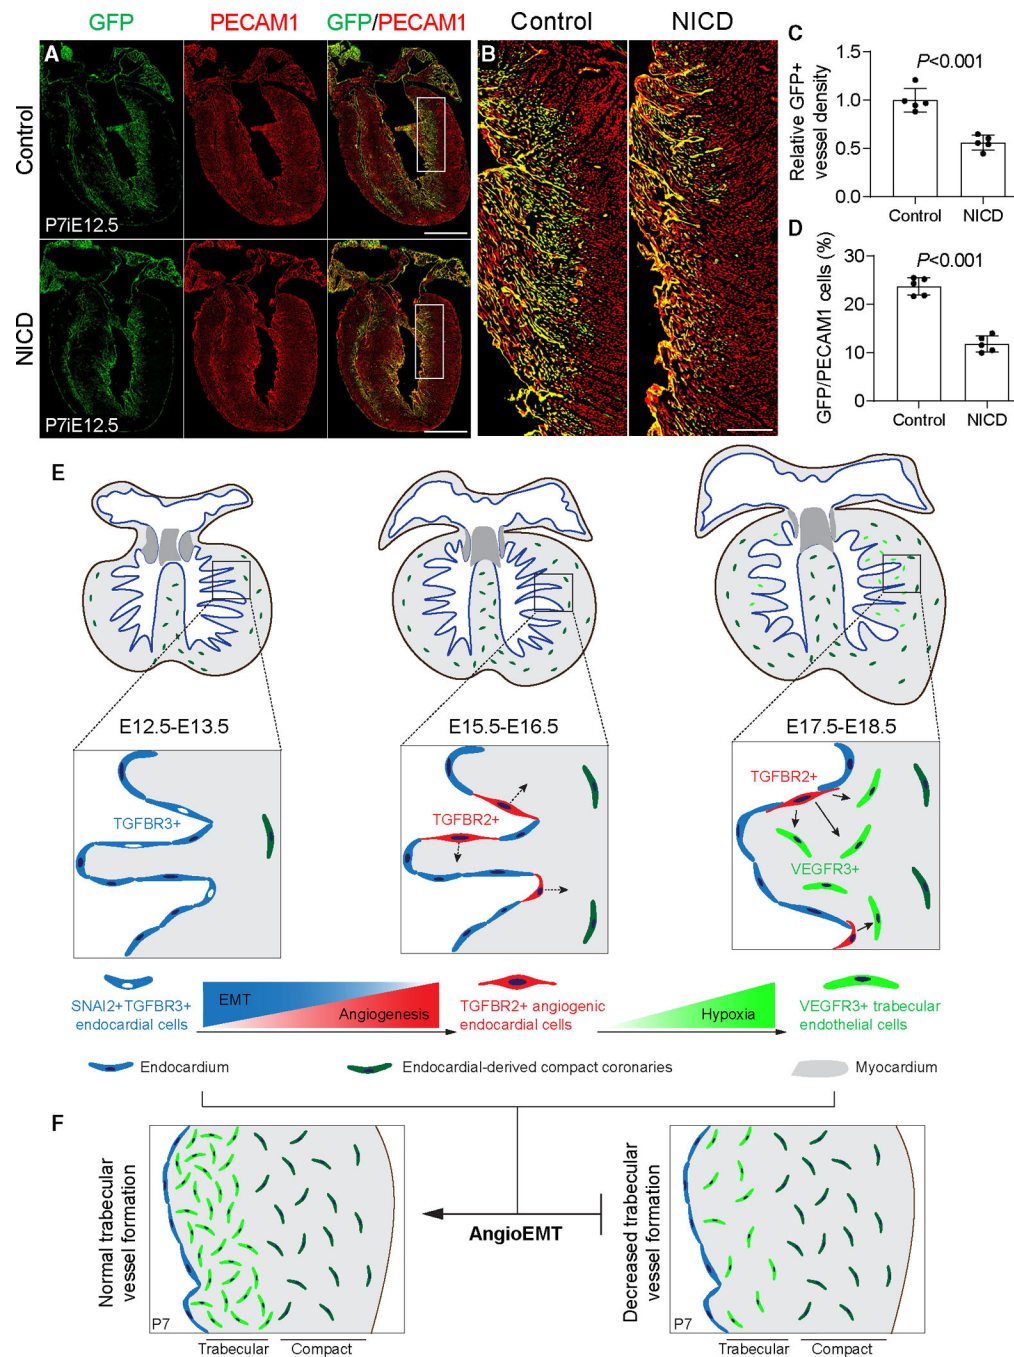 GFP
PECAM1
GFP/PECAM1
Control
NICD
A
B
Control
P7iE12.5
NICD
P7iE12.5
C
P<0.001
Relative GFP+
vessel density
1.5
1.0
0.5
0.0
Control
NICD
D
P<0.001
GFP/PECAM1 cells (%)
30
20
10
0
Control
NICD
E
E12.5-E13.5
E15.5-E16.5
E17.5-E18.5
TGFBR3+
TGFBR2+
TGFBR2+
VEGFR3+
SNAI2+TGFBR3+
endocardial cells
EMT
Angiogenesis
TGFBR2+ angiogenic
endocardial cells
Hypoxia
VEGFR3+ trabecular
endothelial cells
Endocardium
Endocardial-derived compact coronaries
Myocardium
F
Normal trabecular
vessel formation
P7
Trabecular
Compact
AngioEMT
Decreased trabecular
vessel formation
P7
Trabecular
Compact